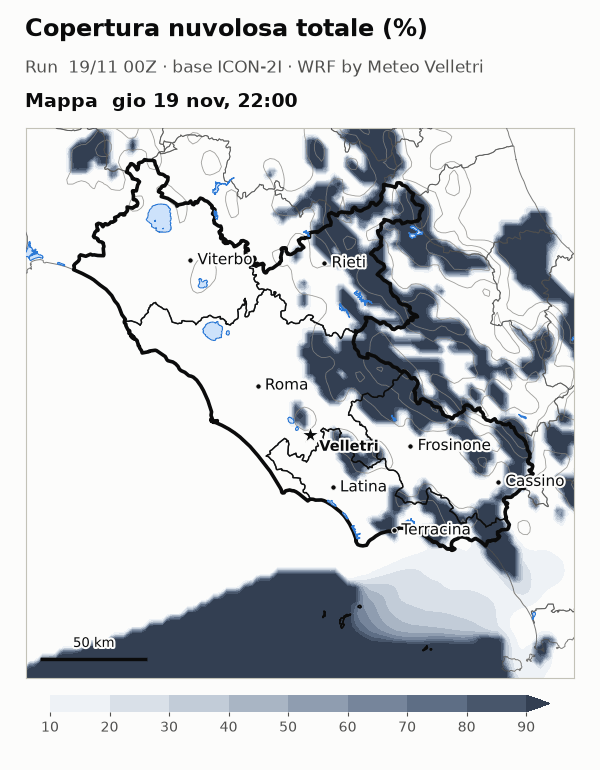 Copertura nuvolosa totale (%)
Run 19/11 00Z · base ICON-2I · WRF by Meteo Velletri
Mappa gio 19 nov, 22:00
Viterbo
Rieti
Roma
Velletri
Frosinone
Latina
Cassino
Terracina
50 km
10 20 30 40 50 60 70 80 90